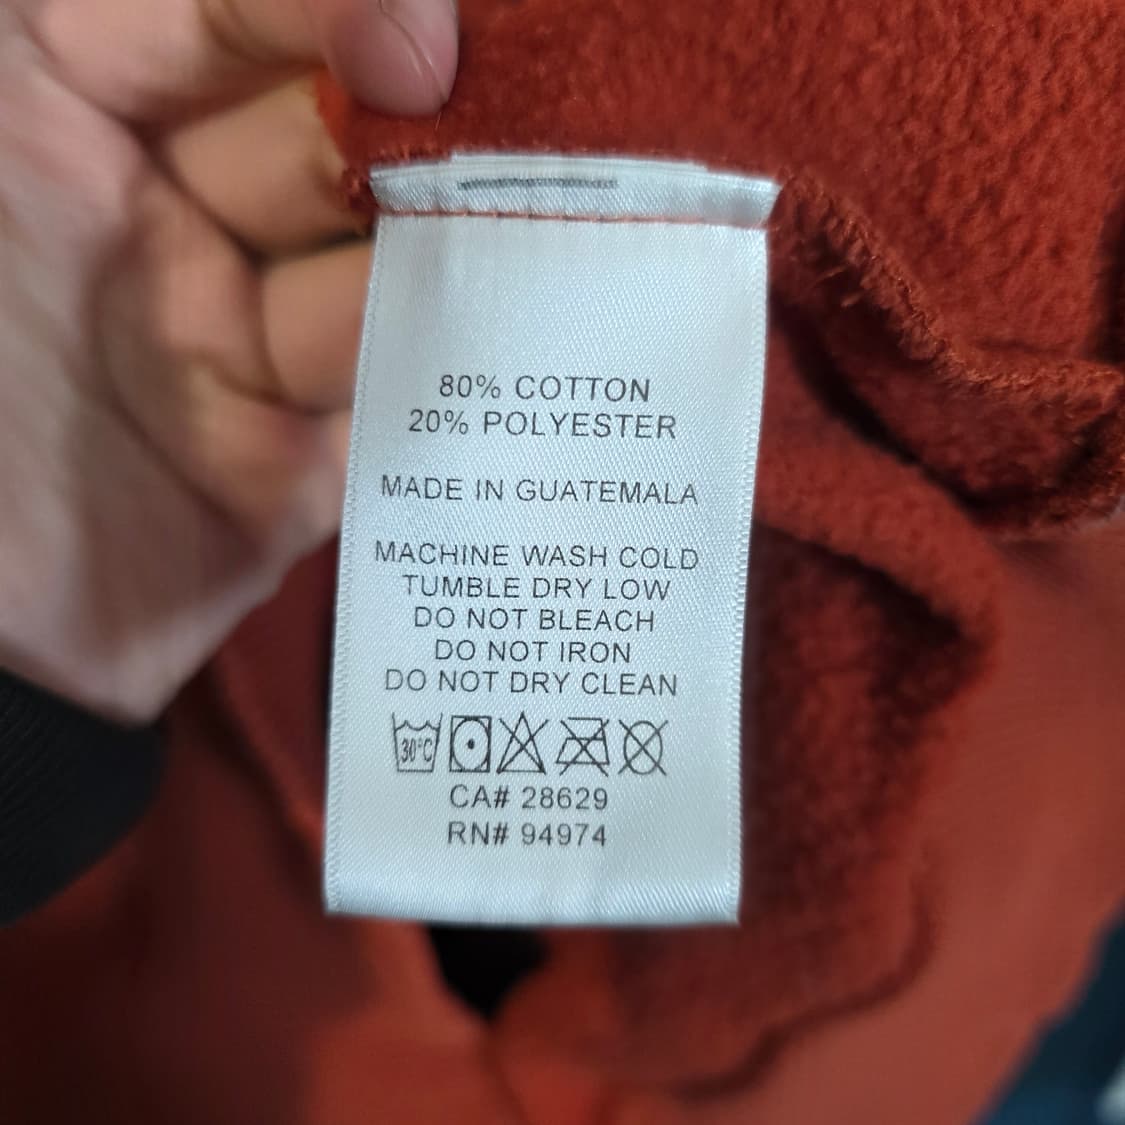 80% COTTON
20% POLYESTER
MADE IN GUATEMALA
MACHINE WASH COLD
TUMBLE DRY LOW
DO NOT BLEACH
DO NOT IRON
DO NOT DRY CLEAN
30°C
CA# 28629
RN# 94974